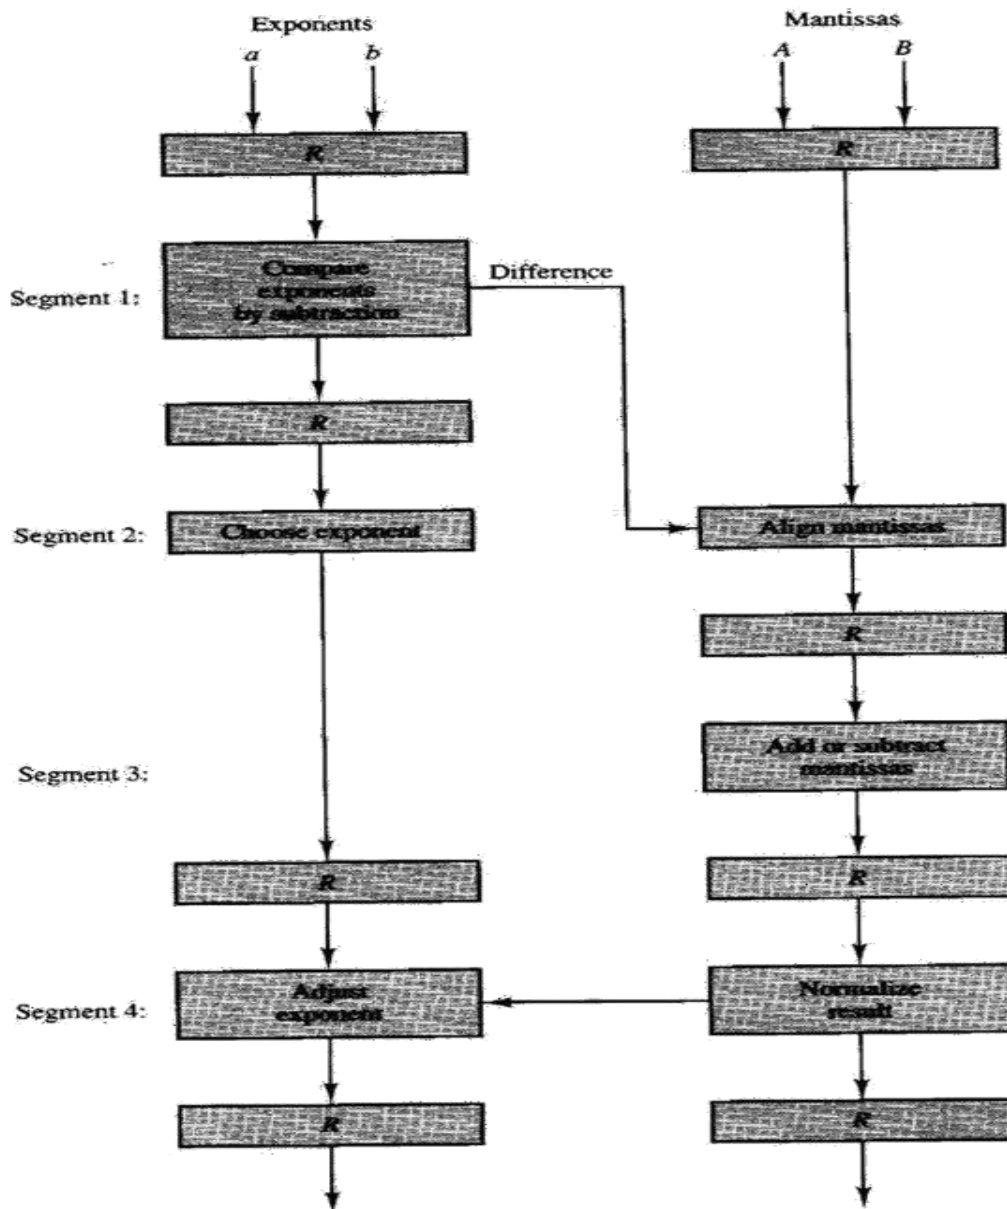 Exponents
a b
Mantissas
A B
R
R
Segment 1:
Compare
exponents
by subtraction
Difference
R
Segment 2:
Choose exponent
Align mantissas
R
Segment 3:
Add or subtract
mantissas
R
R
Segment 4:
Adjust
exponent
Normalize
result
R
R